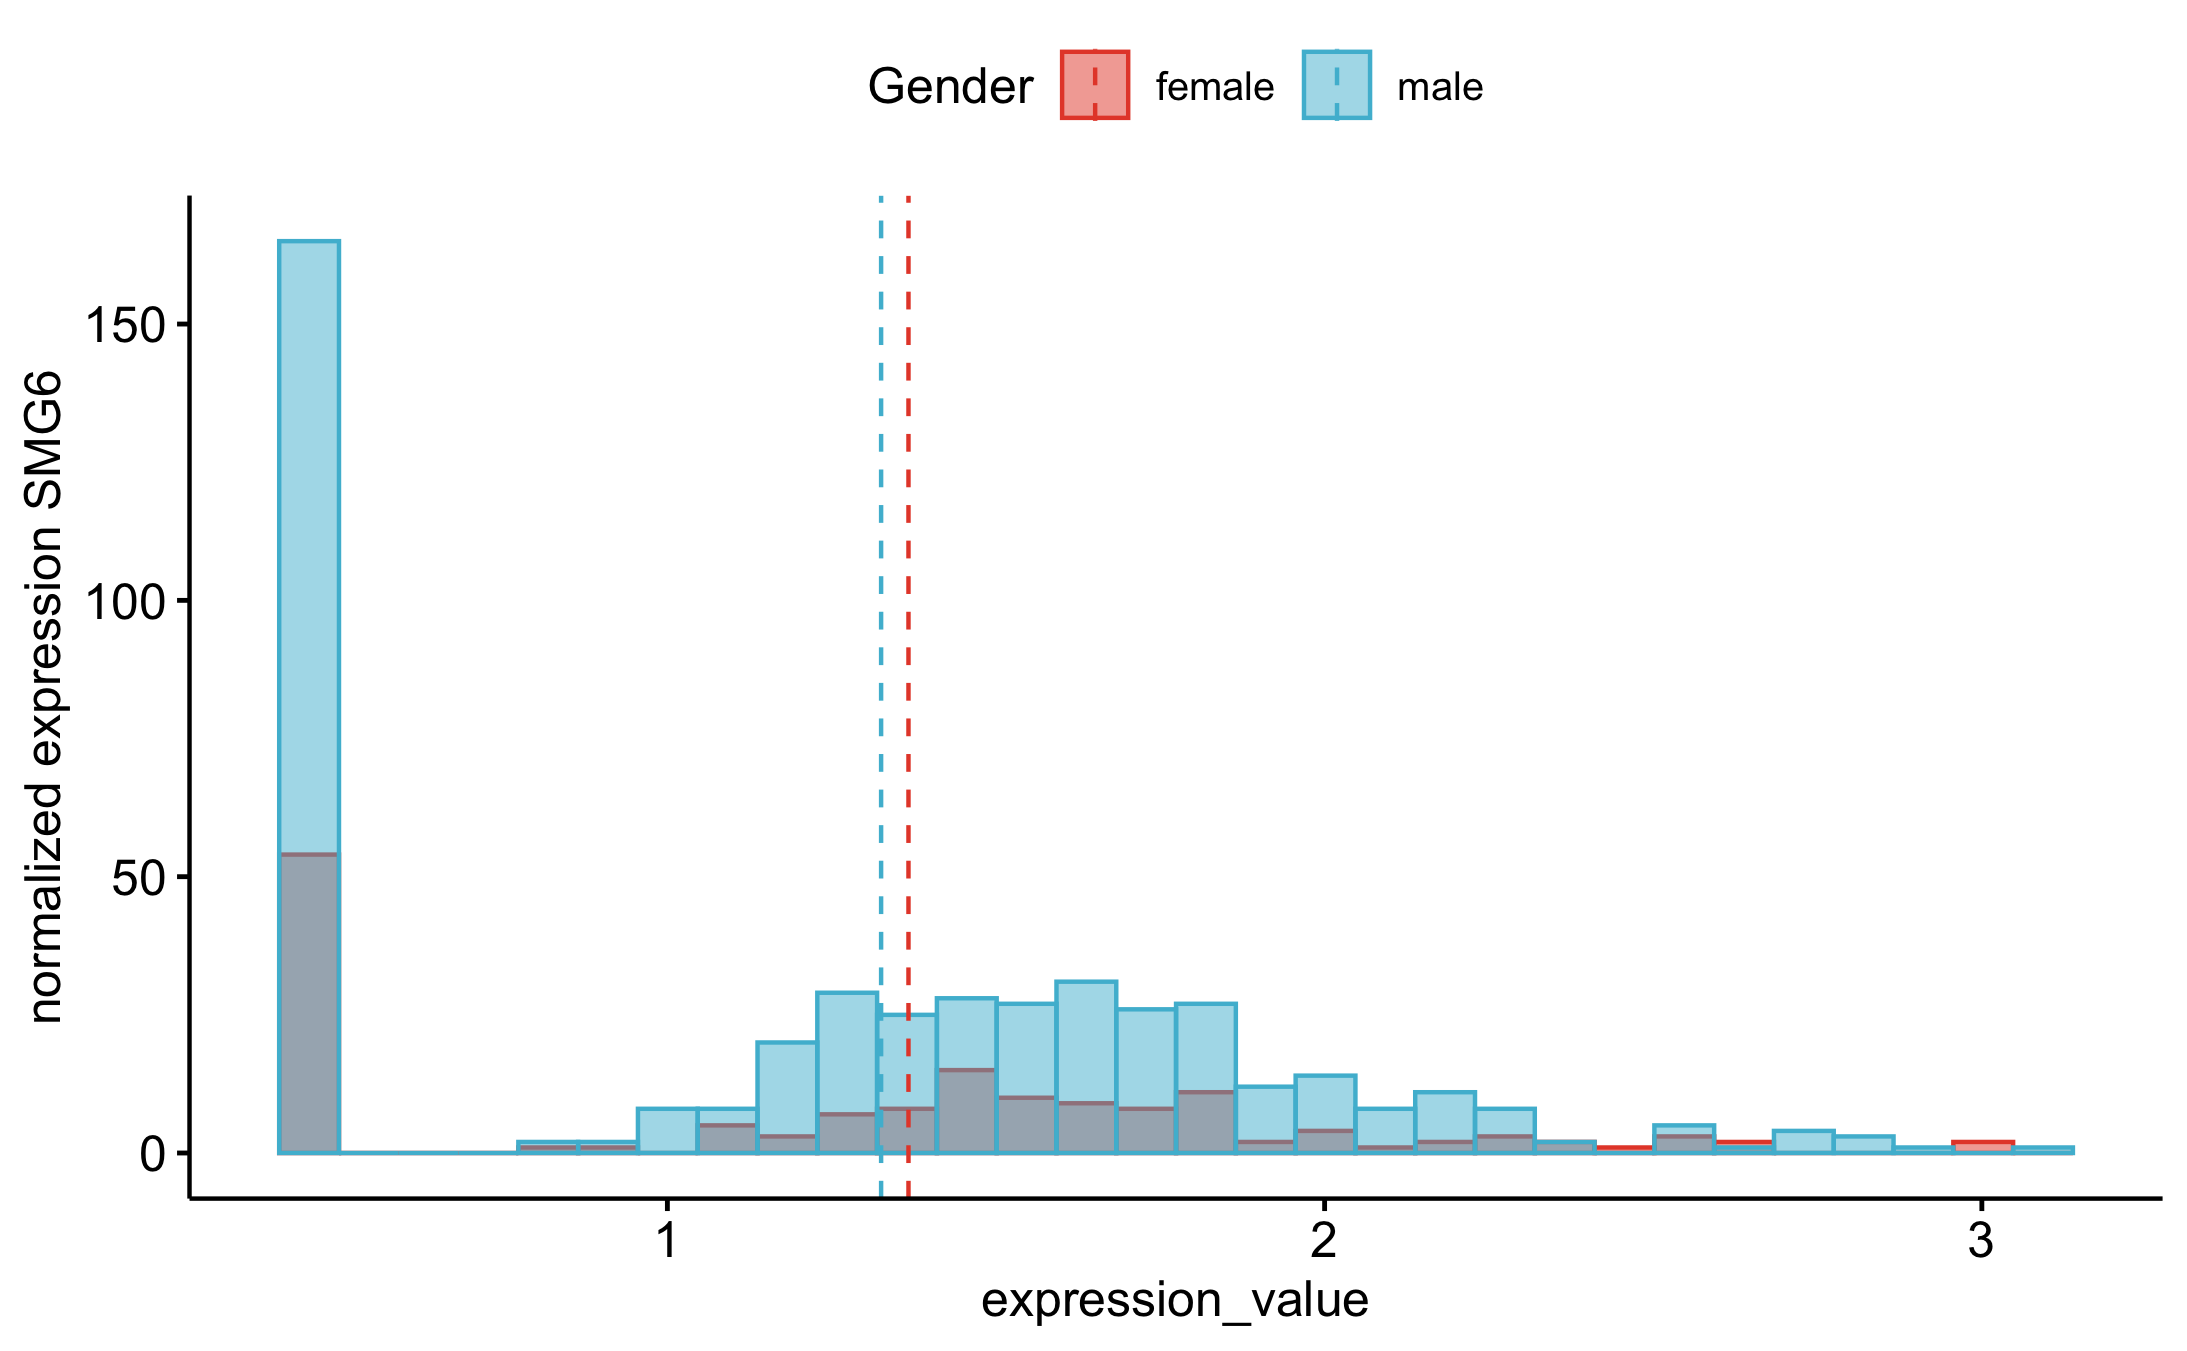 Gender female male
normalized expression SMG6
150
100
50
0
1 2 3
expression_value